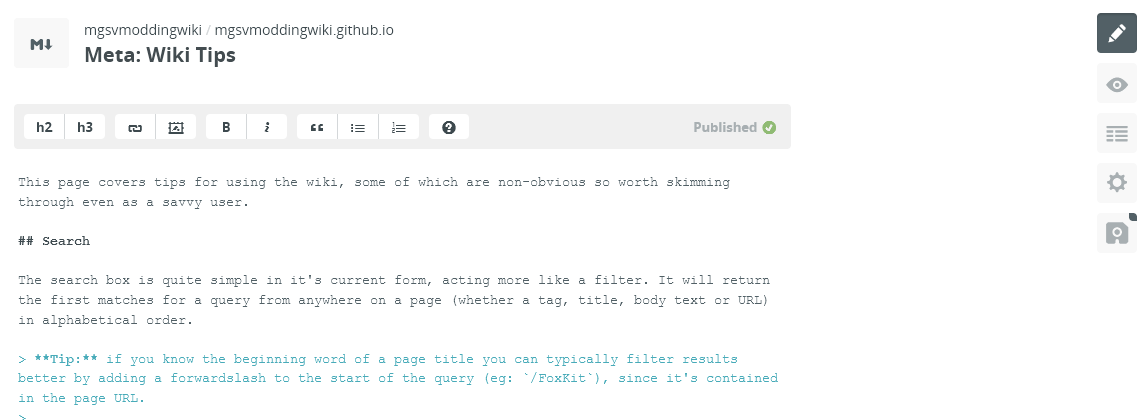 M↓
mgsvmoddingwiki / mgsvmoddingwiki.github.io
Meta: Wiki Tips
h2 h3 B i “ ? Published
This page covers tips for using the wiki, some of which are non-obvious so worth skimming
through even as a savvy user.
## Search
The search box is quite simple in it's current form, acting more like a filter. It will return
the first matches for a query from anywhere on a page (whether a tag, title, body text or URL)
in alphabetical order.
> **Tip:** if you know the beginning word of a page title you can typically filter results
better by adding a forwardslash to the start of the query (eg: `/FoxKit`), since it's contained
in the page URL.
>